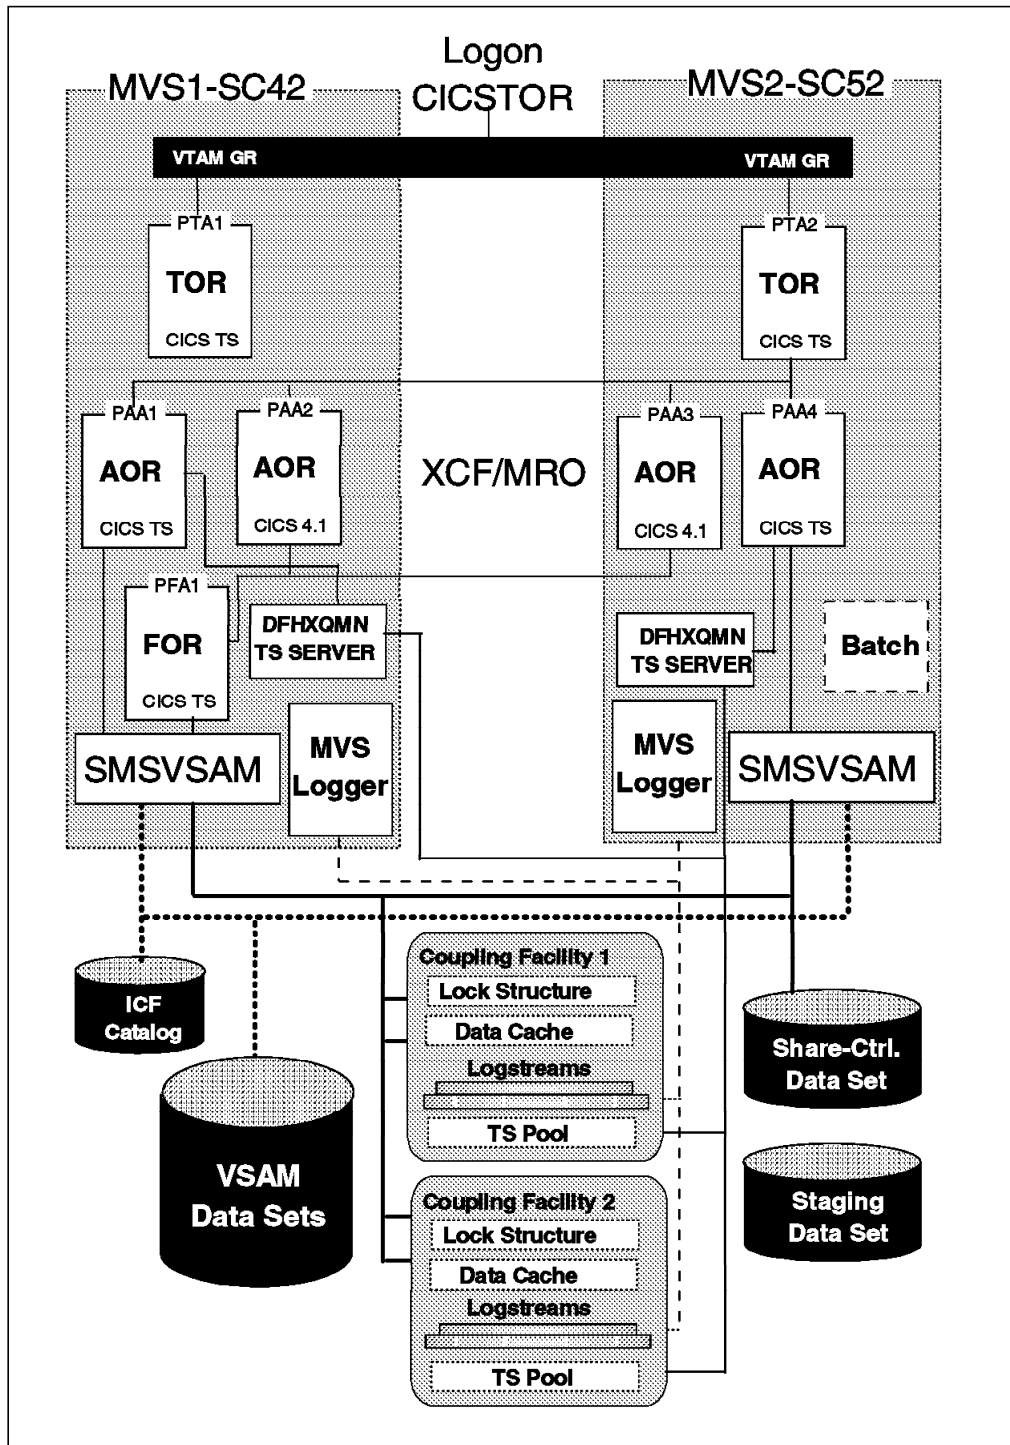 Logon
CICSTOR
MVS1-SC42
MVS2-SC52
VTAM GR
VTAM GR
PTA1
TOR
CICS TS
PTA2
TOR
CICS TS
PAA1
AOR
CICS TS
PAA2
AOR
CICS 4.1
XCF/MRO
PAA3
AOR
CICS 4.1
PAA4
AOR
CICS TS
PFA1
FOR
CICS TS
DFHXQMN
TS SERVER
DFHXQMN
TS SERVER
Batch
SMSVSAM
MVS
Logger
MVS
Logger
SMSVSAM
ICF
Catalog
VSAM
Data Sets
Coupling Facility 1
Lock Structure
Data Cache
Logstreams
TS Pool
Coupling Facility 2
Lock Structure
Data Cache
Logstreams
TS Pool
Share-Ctrl.
Data Set
Staging
Data Set